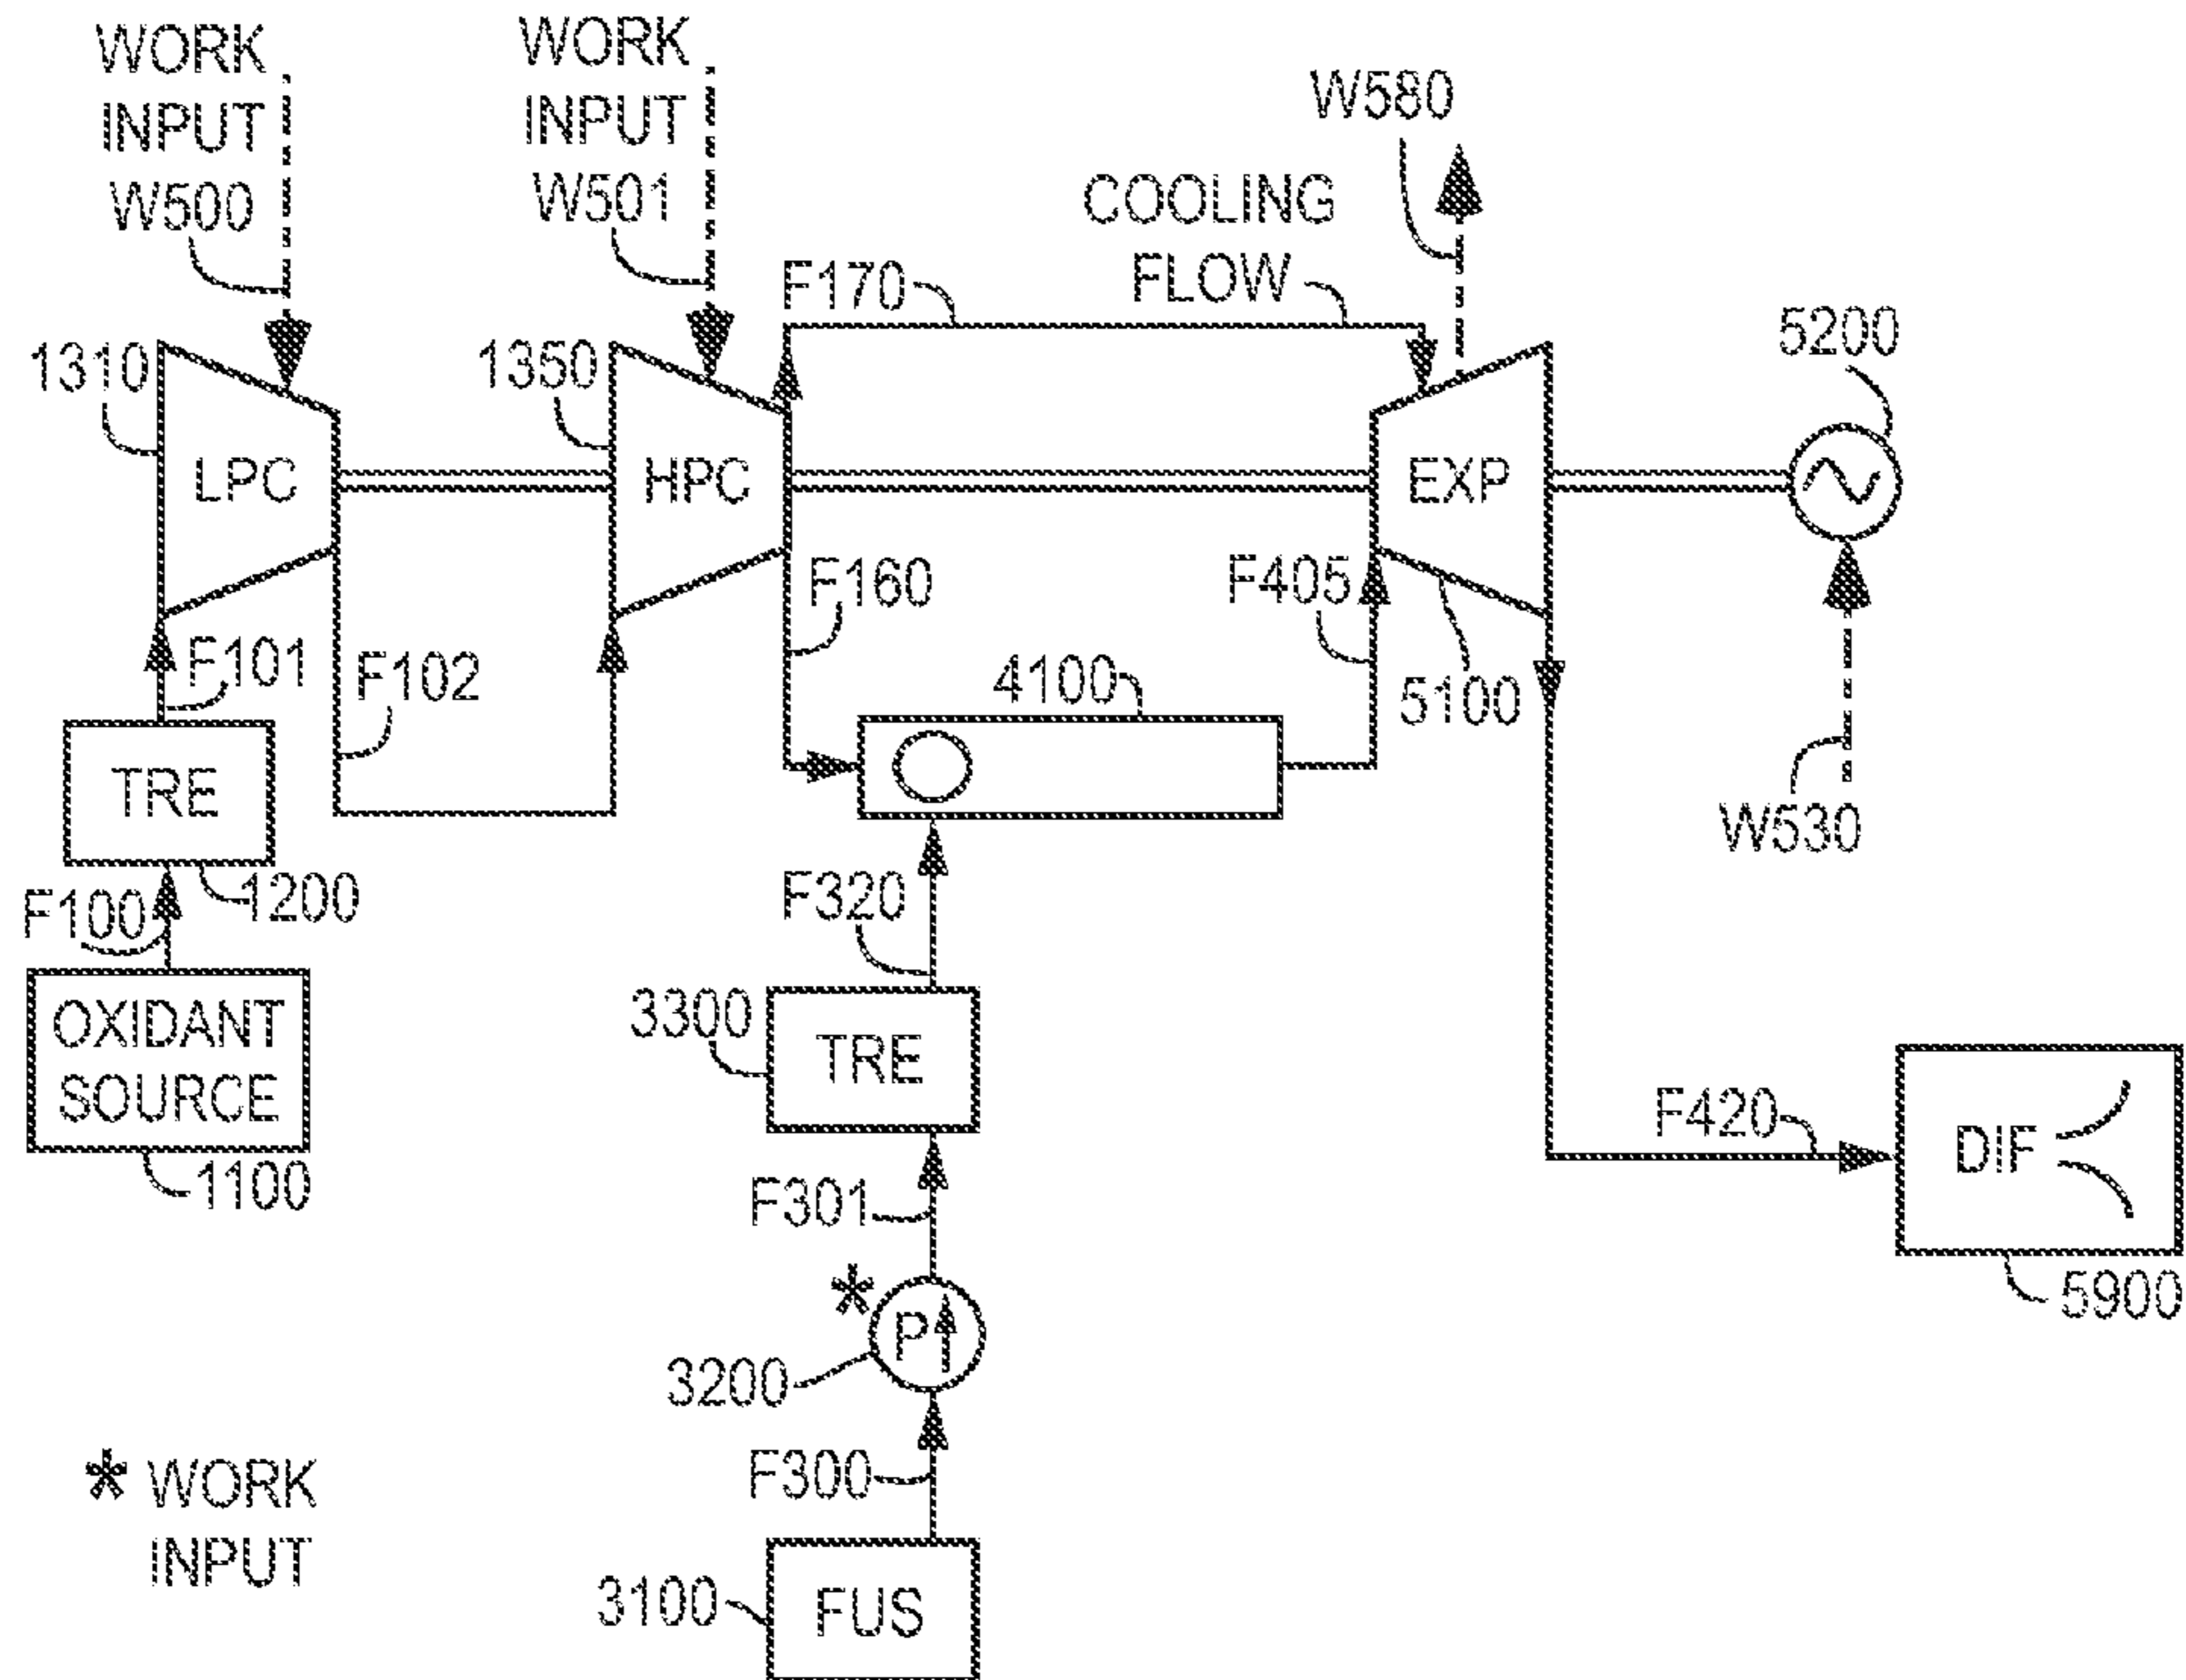 WORK
INPUT
W500
WORK
INPUT
W501
W580
COOLING
FLOW
F170
5200
1310
1350
LPC
HPC
EXP
F160
F405
F101
F102
4100
5100
TRE
W530
F100
1200
F320
OXIDANT
SOURCE
3300
TRE
F420
DIF
1100
F301
5900
*
P
3200
* WORK
INPUT
F300
3100
FUS